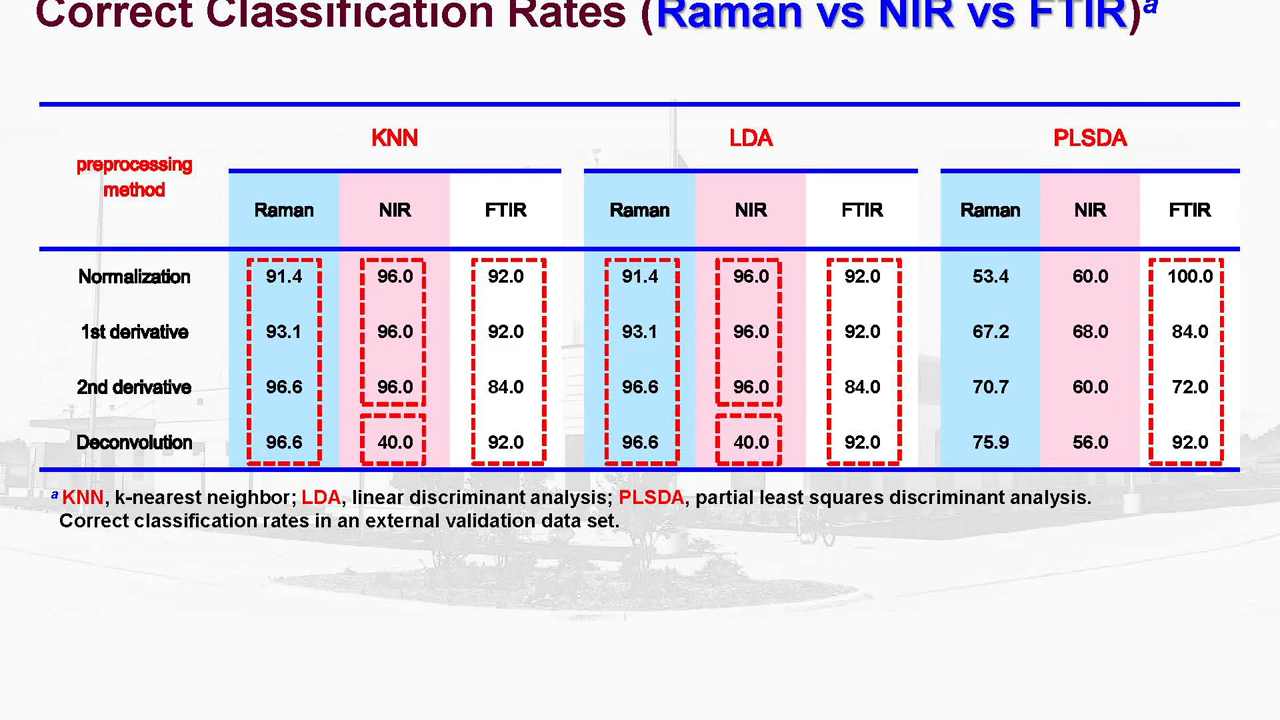 Correct Classification Rates (Raman vs NIR vs FTIR)a
KNN LDA PLSDA
preprocessing
method
Raman NIR FTIR Raman NIR FTIR Raman NIR FTIR
Normalization 91.4 96.0 92.0 91.4 96.0 92.0 53.4 60.0 100.0
1st derivative 93.1 96.0 92.0 93.1 96.0 92.0 67.2 68.0 84.0
2nd derivative 96.6 96.0 84.0 96.6 96.0 84.0 70.7 60.0 72.0
Deconvolution 96.6 40.0 92.0 96.6 40.0 92.0 75.9 56.0 92.0
a KNN, k-nearest neighbor; LDA, linear discriminant analysis; PLSDA, partial least squares discriminant analysis.
Correct classification rates in an external validation data set.